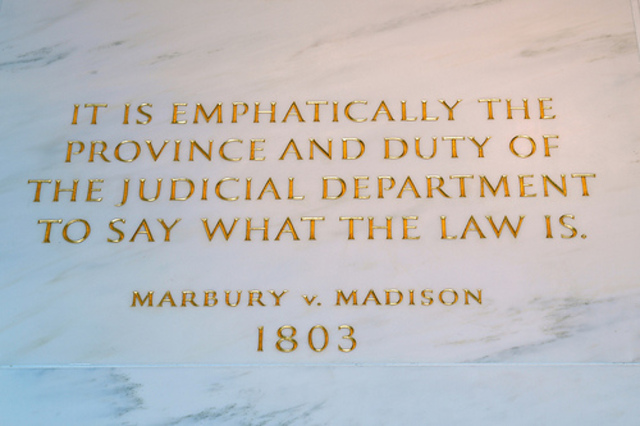 IT IS EMPHATICALLY THE
PROVINCE AND DUTY OF
THE JUDICIAL DEPARTMENT
TO SAY WHAT THE LAW IS.
MARBURY v. MADISON
1803